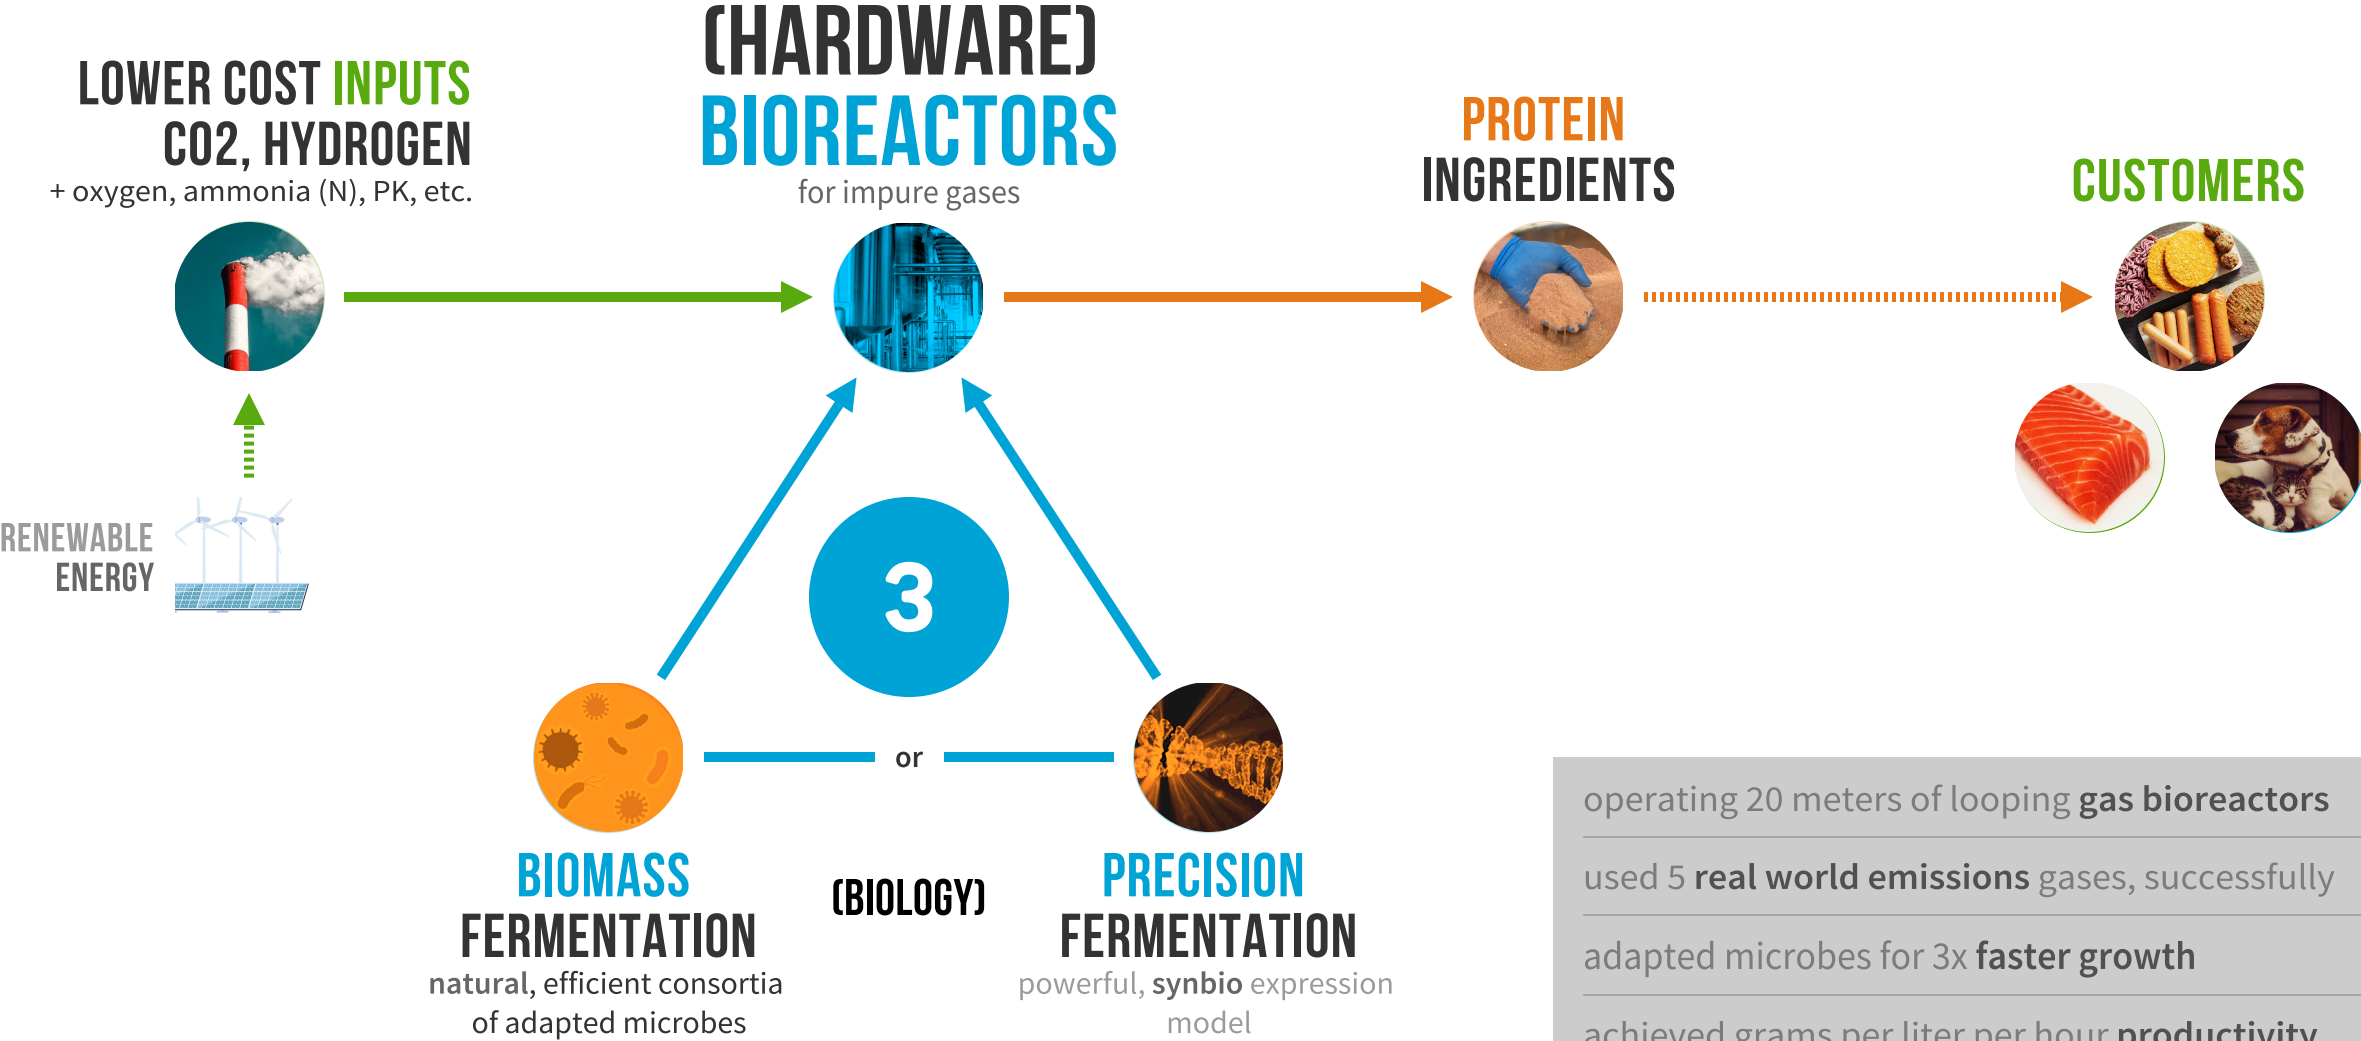 LOWER COST INPUTS
CO2, HYDROGEN
+ oxygen, ammonia (N), PK, etc.
(HARDWARE)
BIOREACTORS
for impure gases
PROTEIN
INGREDIENTS
CUSTOMERS
RENEWABLE
ENERGY
3
or
BIOMASS
FERMENTATION
natural, efficient consortia
of adapted microbes
(BIOLOGY)
PRECISION
FERMENTATION
powerful, synbio expression
model
operating 20 meters of looping gas bioreactors
used 5 real world emissions gases, successfully
adapted microbes for 3x faster growth
achieved grams per liter per hour productivity